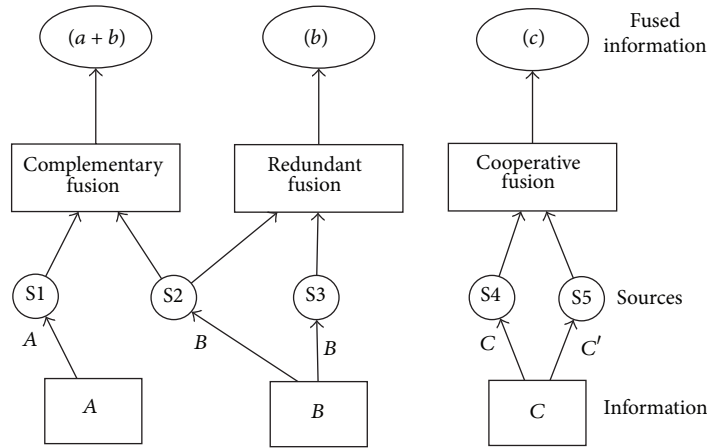 (a + b)
(b)
(c)
Fused
information
Complementary
fusion
Redundant
fusion
Cooperative
fusion
S1
S2
S3
S4
S5
Sources
A
B
B
C
C′
A
B
C
Information